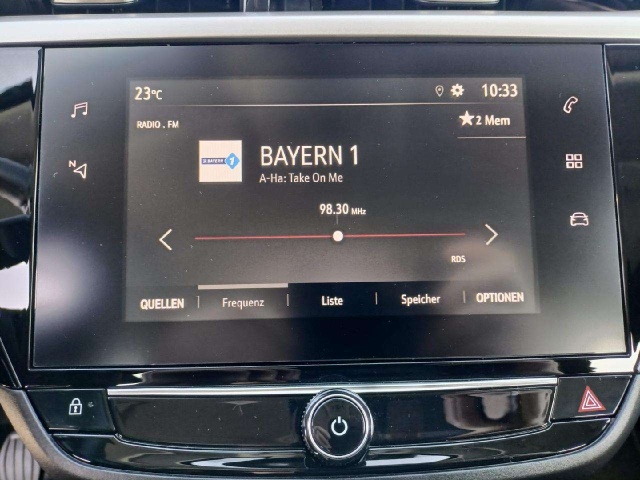 23°C 10:33
RADIO . FM ★2 Mem
BAYERN 1
A-Ha: Take On Me
98.30 MHz
RDS
QUELLEN | Frequenz | Liste | Speicher | OPTIONEN
N